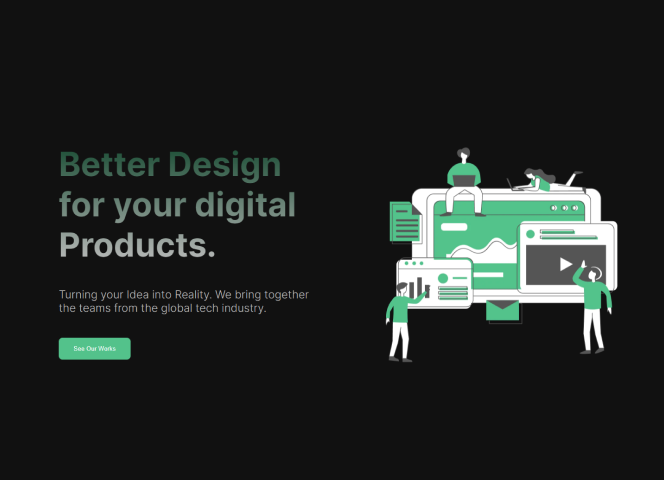 Better Design
for your digital
Products.
Turning your Idea into Reality. We bring together
the teams from the global tech industry.
See Our Works